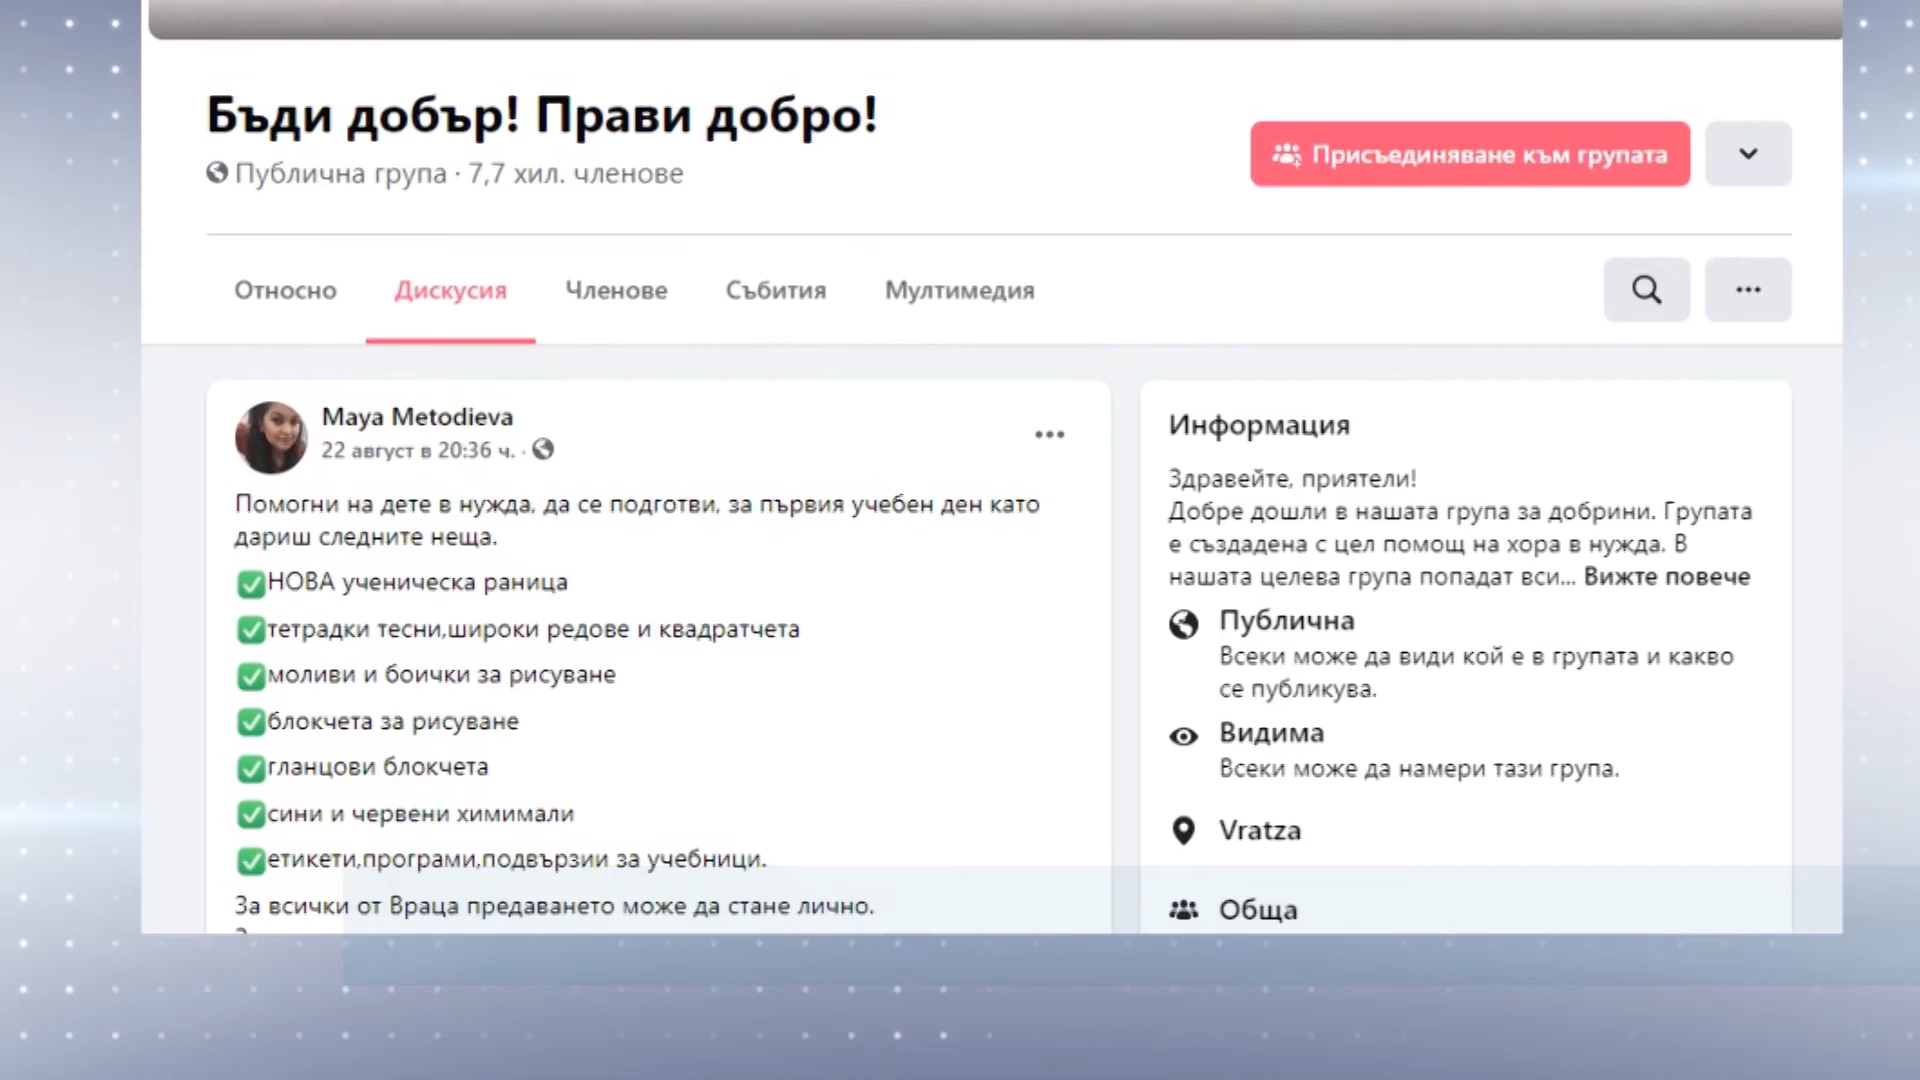 Бъди добър! Прави добро!
Публична група · 7,7 хил. членове
Присъединяване към групата
Относно
Дискусия
Членове
Събития
Мултимедия
Maya Metodieva
22 август в 20:36 ч. ·
Помогни на дете в нужда, да се подготви, за първия учебен ден като
дариш следните неща.
✅НОВА ученическа раница
✅тетрадки тесни,широки редове и квадратчета
✅моливи и боички за рисуване
✅блокчета за рисуване
✅гланцови блокчета
✅сини и червени химимали
✅етикети,програми,подвързии за учебници.
За всички от Враца предаването може да стане лично.
Информация
Здравейте, приятели!
Добре дошли в нашата група за добрини. Групата
е създадена с цел помощ на хора в нужда. В
нашата целева група попадат вси... Вижте повече
Публична
Всеки може да види кой е в групата и какво
се публикува.
Видима
Всеки може да намери тази група.
Vratza
Обща